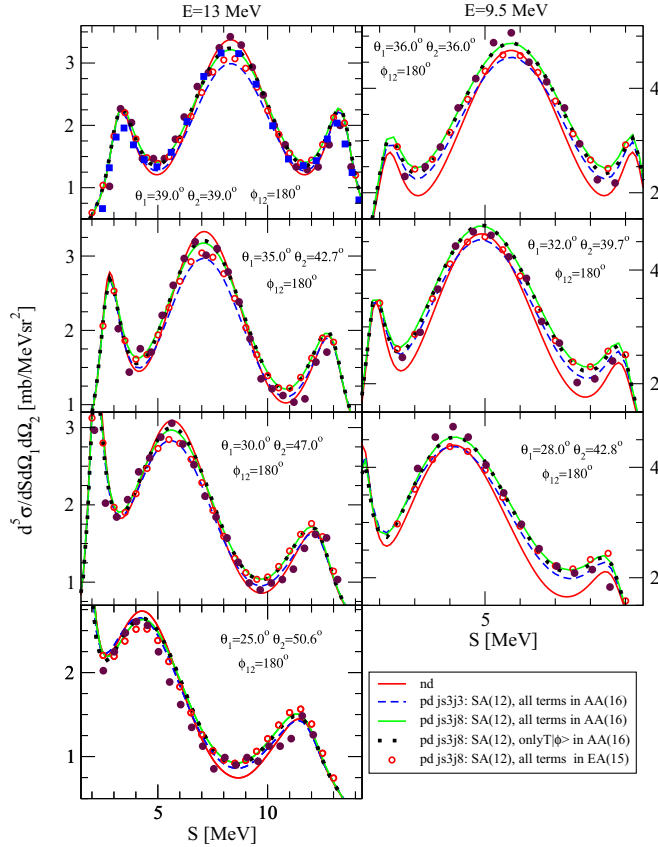 E=13 MeV
E=9.5 MeV
d⁵σ/dSdΩ₁dΩ₂ [mb/MeVsr²]
3
2
1
θ₁=39.0° θ₂=39.0° ϕ₁₂=180°
θ₁=36.0° θ₂=36.0°
ϕ₁₂=180°
4
2
3
2
1
θ₁=35.0° θ₂=42.7°
ϕ₁₂=180°
θ₁=32.0° θ₂=39.7°
ϕ₁₂=180°
4
2
3
2
1
θ₁=30.0° θ₂=47.0°
ϕ₁₂=180°
θ₁=28.0° θ₂=42.8°
ϕ₁₂=180°
4
2
5
S [MeV]
2
1
θ₁=25.0° θ₂=50.6°
ϕ₁₂=180°
5
10
S [MeV]
nd
pd js3j3: SA(12), all terms in AA(16)
pd js3j8: SA(12), all terms in AA(16)
pd js3j8: SA(12), onlyT|ϕ> in AA(16)
pd js3j8: SA(12), all terms in EA(15)